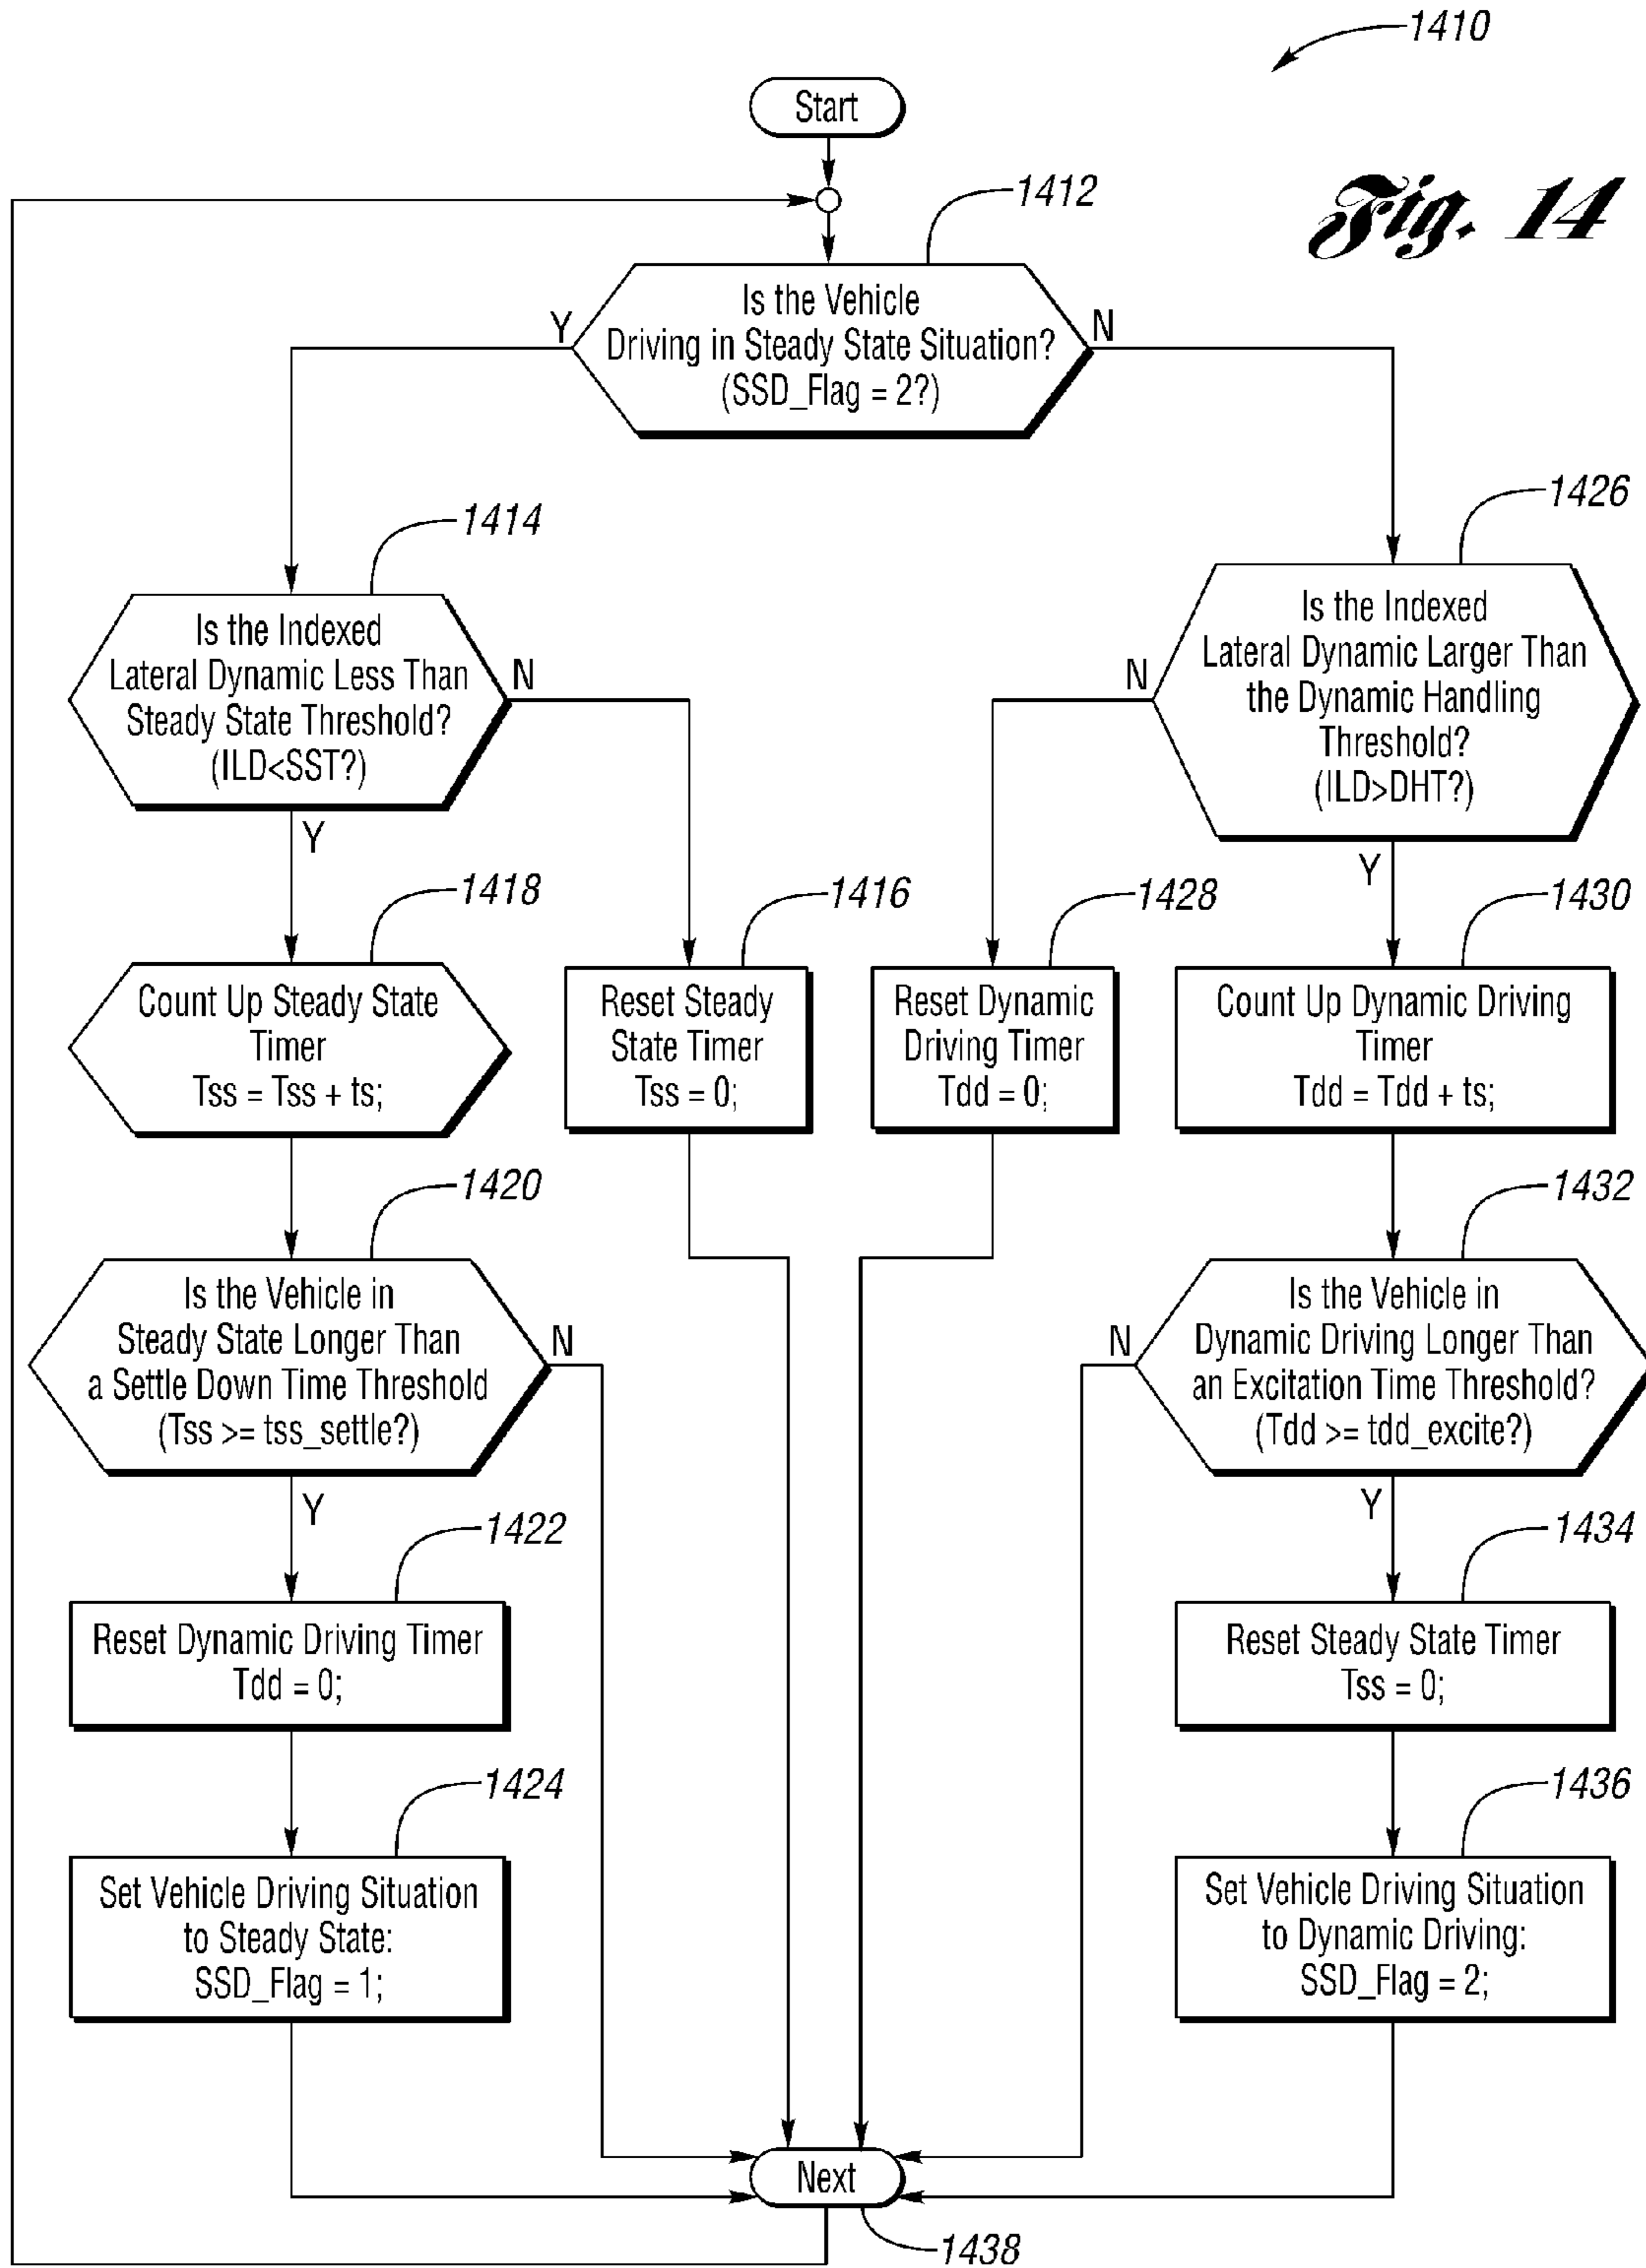 1410
Start
Fig. 14
1412
Is the Vehicle
Driving in Steady State Situation?
(SSD_Flag = 2?)
Y
N
1414
Is the Indexed
Lateral Dynamic Less Than
Steady State Threshold?
(ILD<SST?)
N
Y
1426
Is the Indexed
Lateral Dynamic Larger Than
the Dynamic Handling
Threshold?
(ILD>DHT?)
N
Y
1418
Count Up Steady State
Timer
Tss = Tss + ts;
1416
Reset Steady
State Timer
Tss = 0;
1428
Reset Dynamic
Driving Timer
Tdd = 0;
1430
Count Up Dynamic Driving
Timer
Tdd = Tdd + ts;
1420
Is the Vehicle in
Steady State Longer Than
a Settle Down Time Threshold
(Tss >= tss_settle?)
N
Y
1432
Is the Vehicle in
Dynamic Driving Longer Than
an Excitation Time Threshold?
(Tdd >= tdd_excite?)
N
Y
1422
Reset Dynamic Driving Timer
Tdd = 0;
1434
Reset Steady State Timer
Tss = 0;
1424
Set Vehicle Driving Situation
to Steady State:
SSD_Flag = 1;
1436
Set Vehicle Driving Situation
to Dynamic Driving:
SSD_Flag = 2;
Next
1438